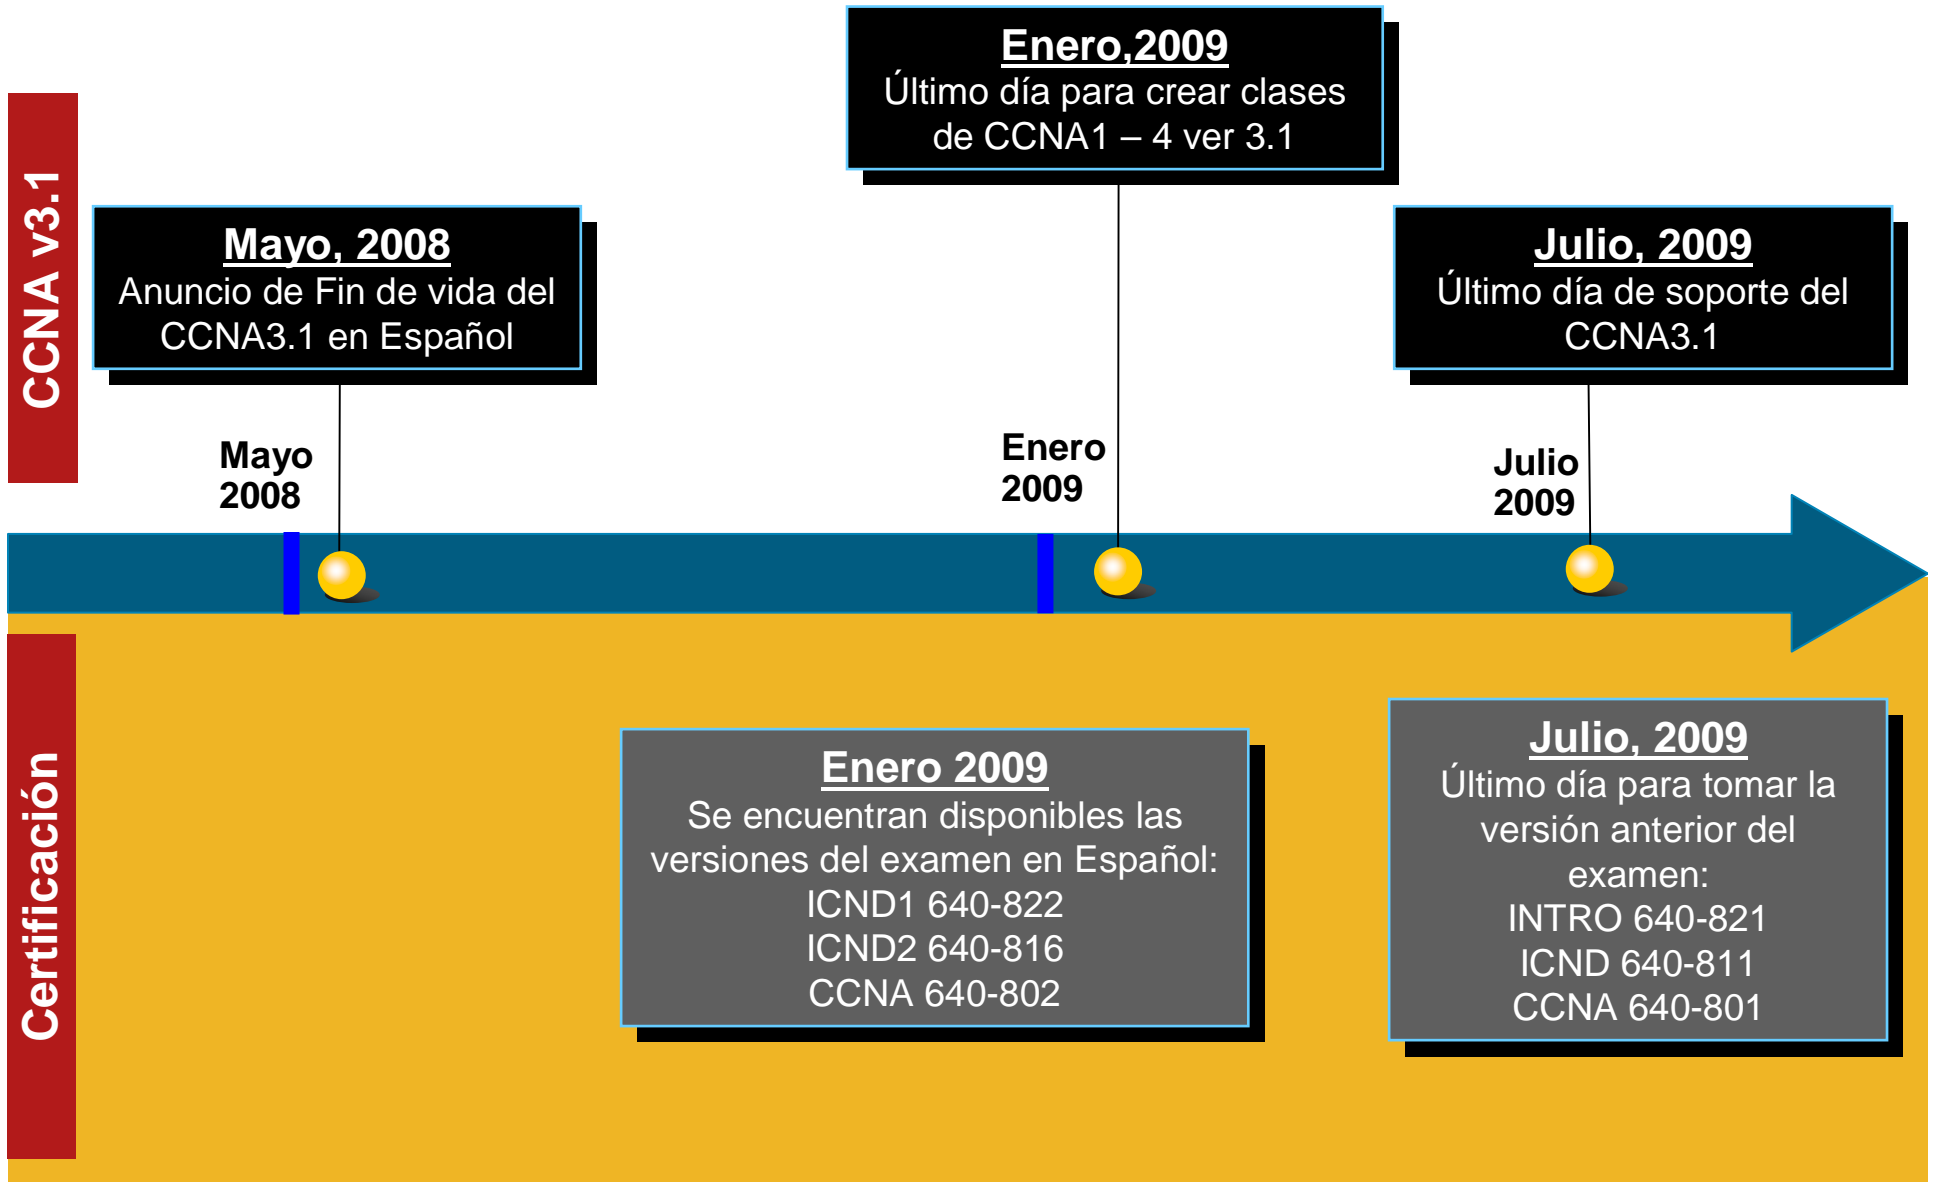 Enero,2009
Último día para crear clases
de CCNA1 – 4 ver 3.1
CCNA v3.1
Mayo, 2008
Anuncio de Fin de vida del
CCNA3.1 en Español
Julio, 2009
Último día de soporte del
CCNA3.1
Mayo
2008
Enero
2009
Julio
2009
Certificación
Enero 2009
Se encuentran disponibles las
versiones del examen en Español:
ICND1 640-822
ICND2 640-816
CCNA 640-802
Julio, 2009
Último día para tomar la
versión anterior del
examen:
INTRO 640-821
ICND 640-811
CCNA 640-801